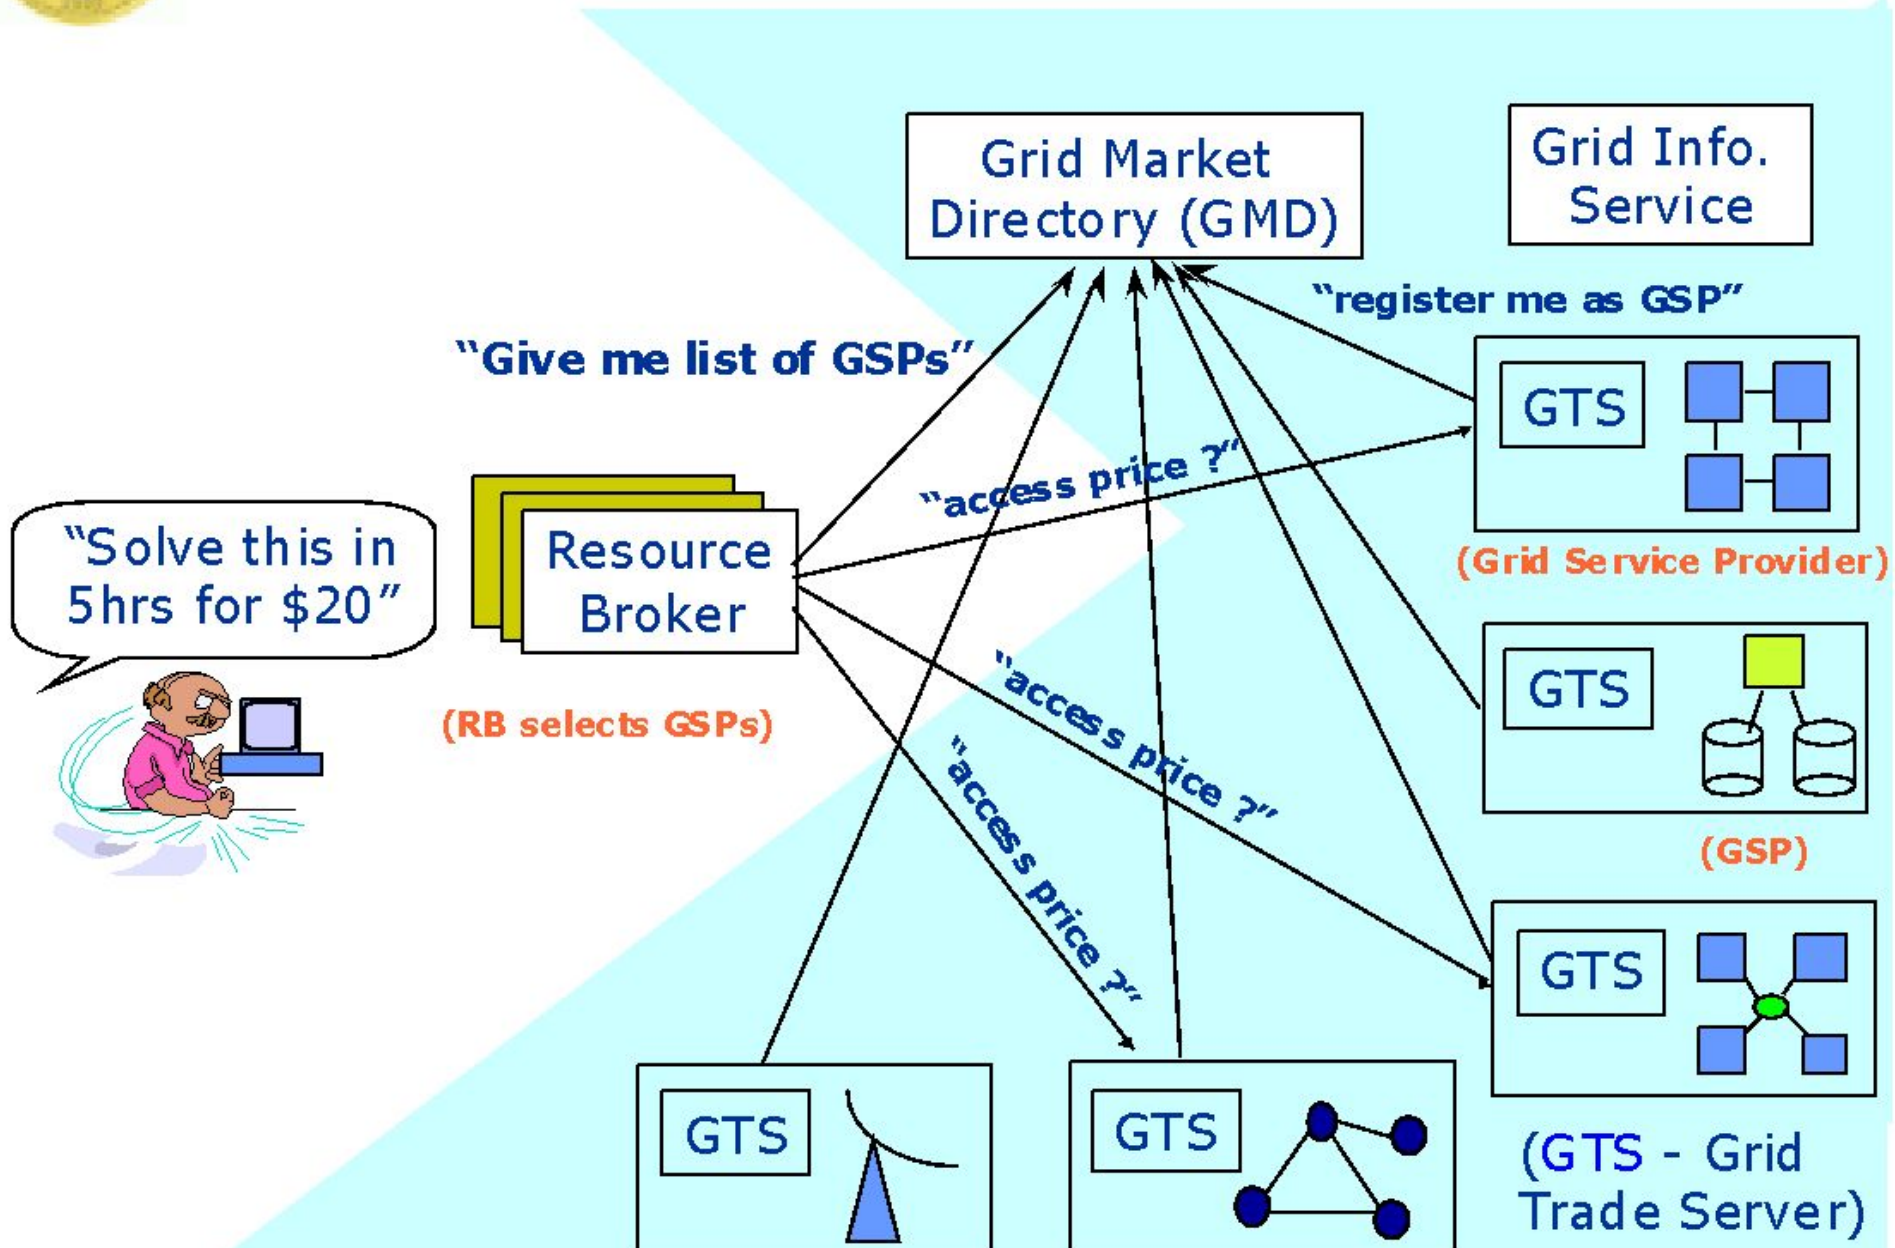 Grid Market
Directory (GMD)
Grid Info.
Service
"register me as GSP"
"Give me list of GSPs"
GTS
"access price ?"
"Solve this in
5hrs for $20"
Resource
Broker
(Grid Service Provider)
GTS
"access price ?"
(RB selects GSPs)
"access price ?"
(GSP)
GTS
GTS
GTS
(GTS - Grid
Trade Server)